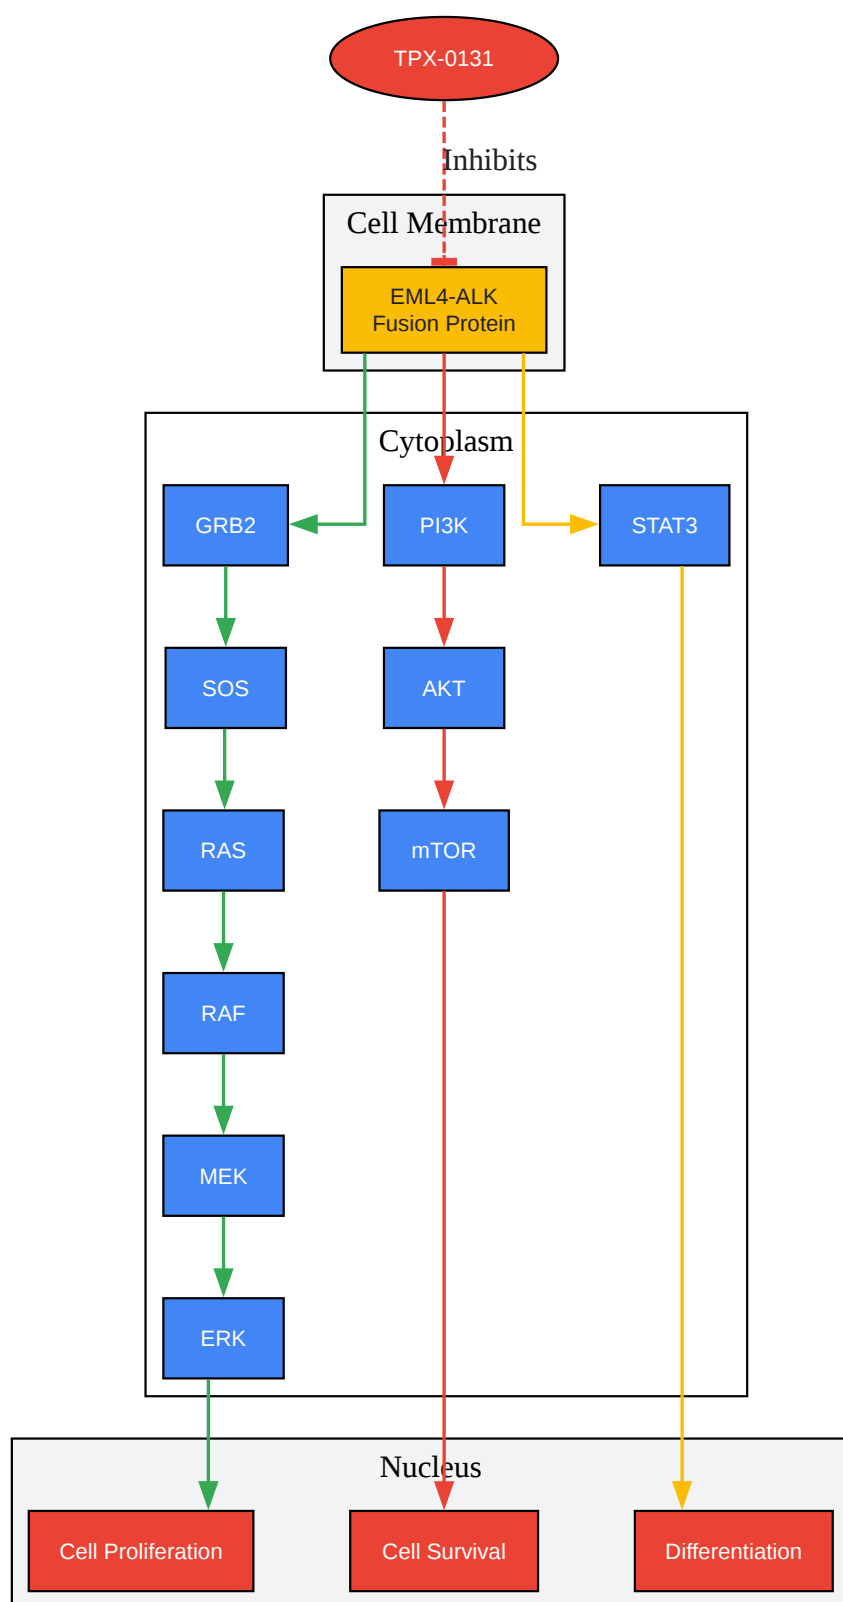 TPX-0131
Inhibits
Cell Membrane
EML4-ALK
Fusion Protein
Cytoplasm
GRB2
PI3K
STAT3
SOS
AKT
RAS
mTOR
RAF
MEK
ERK
Nucleus
Cell Proliferation
Cell Survival
Differentiation